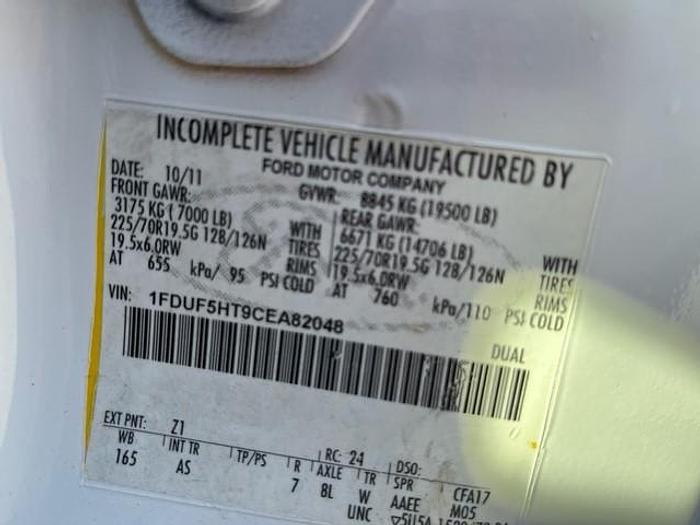 INCOMPLETE VEHICLE MANUFACTURED BY
FORD MOTOR COMPANY
DATE: 10/11 GVWR: 8845 KG (19500 LB)
FRONT GAWR: REAR GAWR:
3175 KG (7000 LB) WITH 6671 KG (14706 LB) WITH
225/70R19.5G 128/126N TIRES 225/70R19.5G 128/126N TIRES
19.5x6.0RW RIMS 19.5x6.0RW RIMS
AT 655 kPa/ 95 PSI COLD AT 760 kPa/110 PSI COLD
VIN: 1FDUF5HT9CEA82048
DUAL
EXT PNT: Z1 RC: 24 DSO:
WB INT TR TP/PS R AXLE TR SPR CFA17
165 AS 7 8L W AAEE M05
UNC